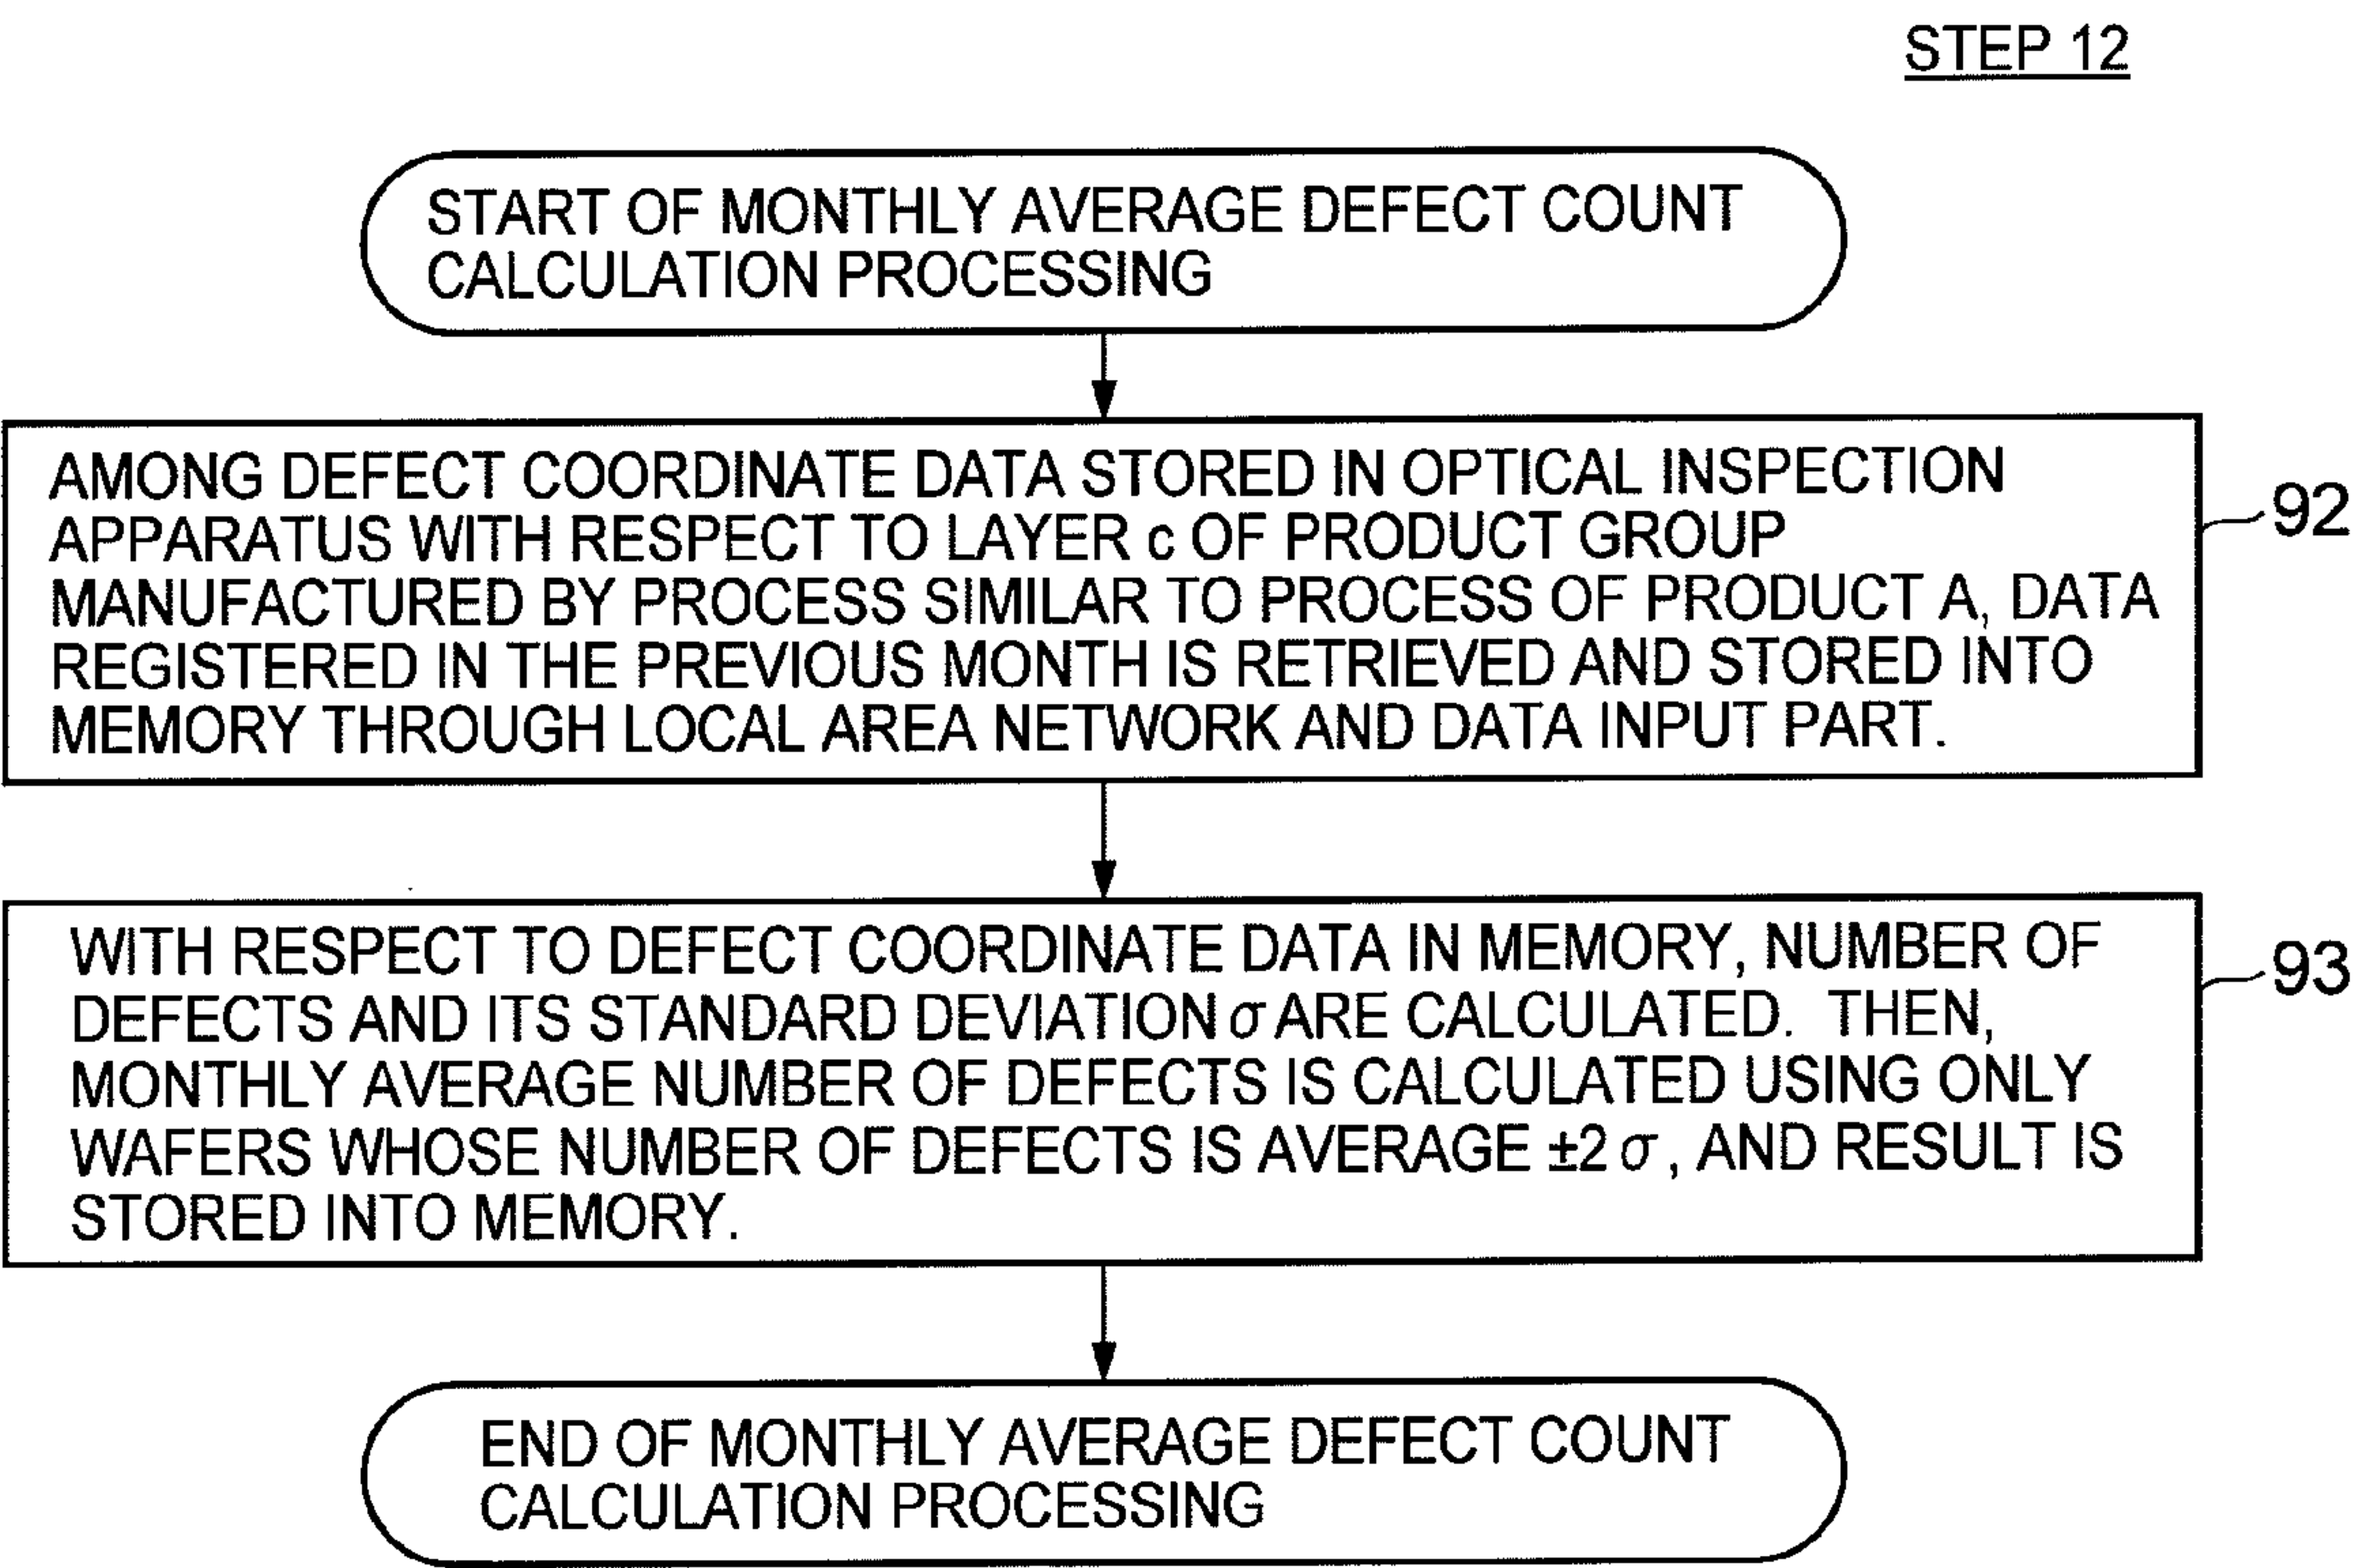 STEP 12
START OF MONTHLY AVERAGE DEFECT COUNT
CALCULATION PROCESSING
AMONG DEFECT COORDINATE DATA STORED IN OPTICAL INSPECTION
APPARATUS WITH RESPECT TO LAYER c OF PRODUCT GROUP
MANUFACTURED BY PROCESS SIMILAR TO PROCESS OF PRODUCT A, DATA
REGISTERED IN THE PREVIOUS MONTH IS RETRIEVED AND STORED INTO
MEMORY THROUGH LOCAL AREA NETWORK AND DATA INPUT PART.
92
WITH RESPECT TO DEFECT COORDINATE DATA IN MEMORY, NUMBER OF
DEFECTS AND ITS STANDARD DEVIATION σ ARE CALCULATED. THEN,
MONTHLY AVERAGE NUMBER OF DEFECTS IS CALCULATED USING ONLY
WAFERS WHOSE NUMBER OF DEFECTS IS AVERAGE ±2 σ, AND RESULT IS
STORED INTO MEMORY.
93
END OF MONTHLY AVERAGE DEFECT COUNT
CALCULATION PROCESSING